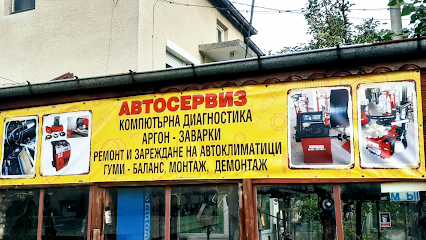 АВТОСЕРВИЗ
КОМПЮТЪРНА ДИАГНОСТИКА
АРГОН - ЗАВАРКИ
РЕМОНТ И ЗАРЕЖДАНЕ НА АВТОКЛИМАТИЦИ
ГУМИ - БАЛАНС, МОНТАЖ, ДЕМОНТАЖ